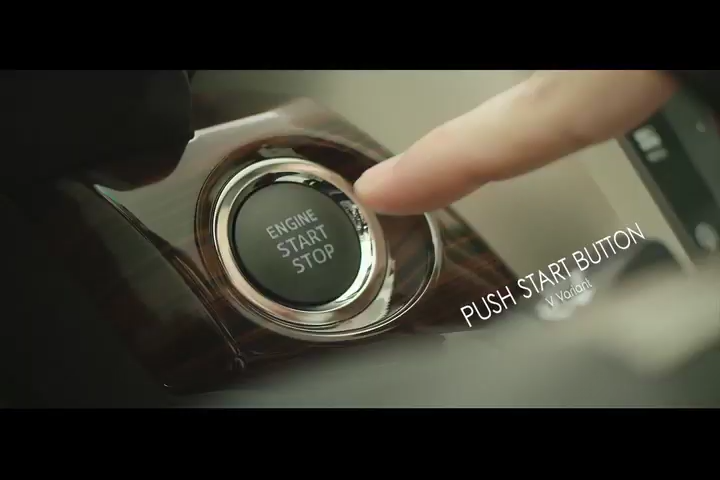 ENGINE
START
STOP
PUSH START BUTTON
V Variant